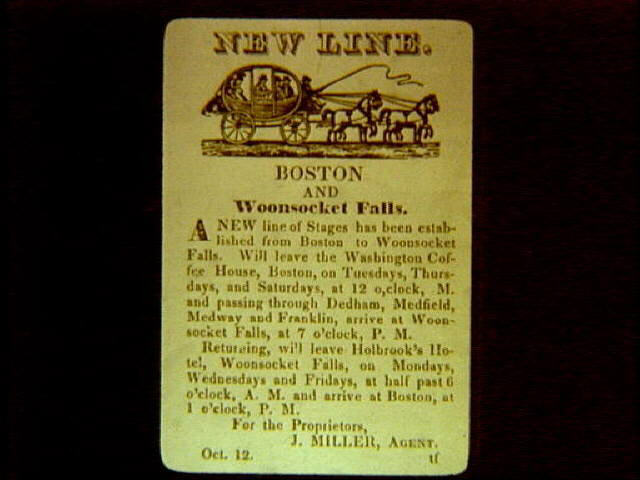 NEW LINE.
BOSTON
AND
Woonsocket Falls.
A NEW line of Stages has been estab-
lished from Boston to Woonsocket
Falls. Will leave the Washington Cof-
fee House, Boston, on Tuesdays, Thurs-
days, and Saturdays, at 12 o,clock, M.
and passing through Dedham, Medfield,
Medway and Franklin, arrive at Woon-
socket Falls, at 7 o'clock, P. M.
Returning, will leave Holbrook's Ho-
tel, Woonsocket Falls, on Mondays,
Wednesdays and Fridays, at half past 6
o'clock, A. M. and arrive at Boston, at
1 o'clock, P. M.
For the Proprietors,
J. MILLER, AGENT.
Oct. 12. tf